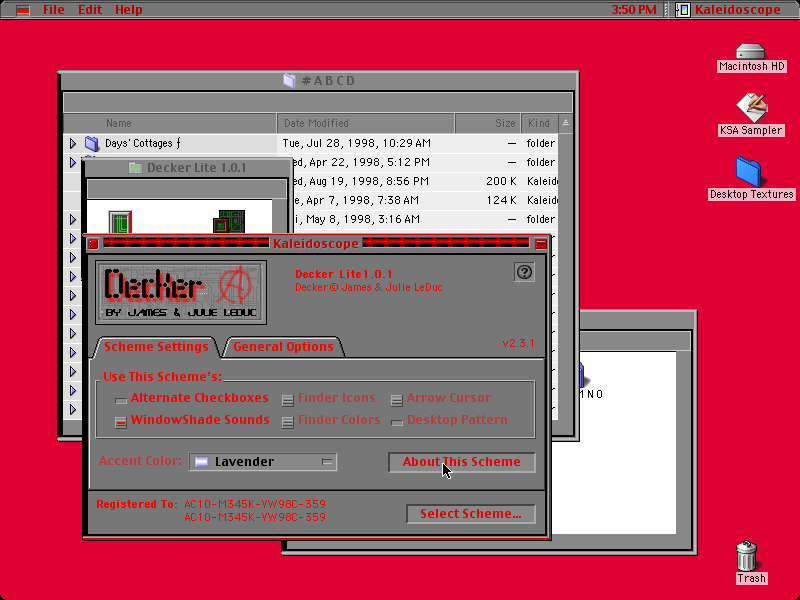 File Edit Help
3:50 PM Kaleidoscope
Macintosh HD
KSA Sampler
Desktop Textures
Trash
#ABCD
Name Date Modified Size Kind
Days' Cottages ƒ Tue, Jul 28, 1998, 10:29 AM — folder
ed, Apr 22, 1998, 5:12 PM — folder
ed, Aug 19, 1998, 8:56 PM 200 K Kaleid
e, Apr 7, 1998, 7:38 AM 124 K Kaleid
i, May 8, 1998, 3:16 AM — folder
Decker Lite 1.0.1
Kaleidoscope
Decker
BY JAMES & JULIE LEDUC
Decker Lite1.0.1
Decker© James & Julie LeDuc
?
v2.3.1
Scheme Settings
General Options
Use This Scheme's:
Alternate Checkboxes Finder Icons Arrow Cursor
WindowShade Sounds Finder Colors Desktop Pattern
Accent Color: Lavender
About This Scheme
Registered To: AC10-M345K-VW98C-359
AC10-M345K-VW98C-359
Select Scheme...
MNO